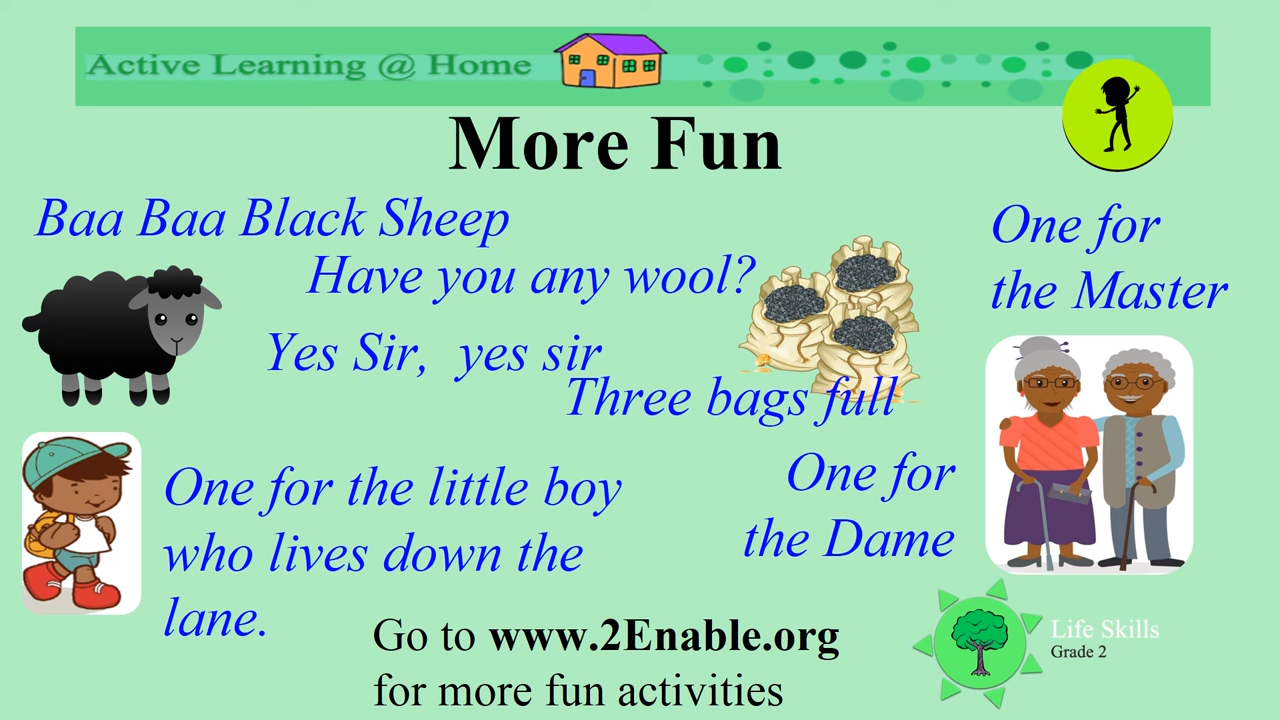 Active Learning @ Home
More Fun
Baa Baa Black Sheep
Have you any wool?
Yes Sir, yes sir
Three bags full
One for
the Master
One for
the Dame
One for the little boy
who lives down the
lane.
Go to www.2Enable.org
for more fun activities
Life Skills
Grade 2